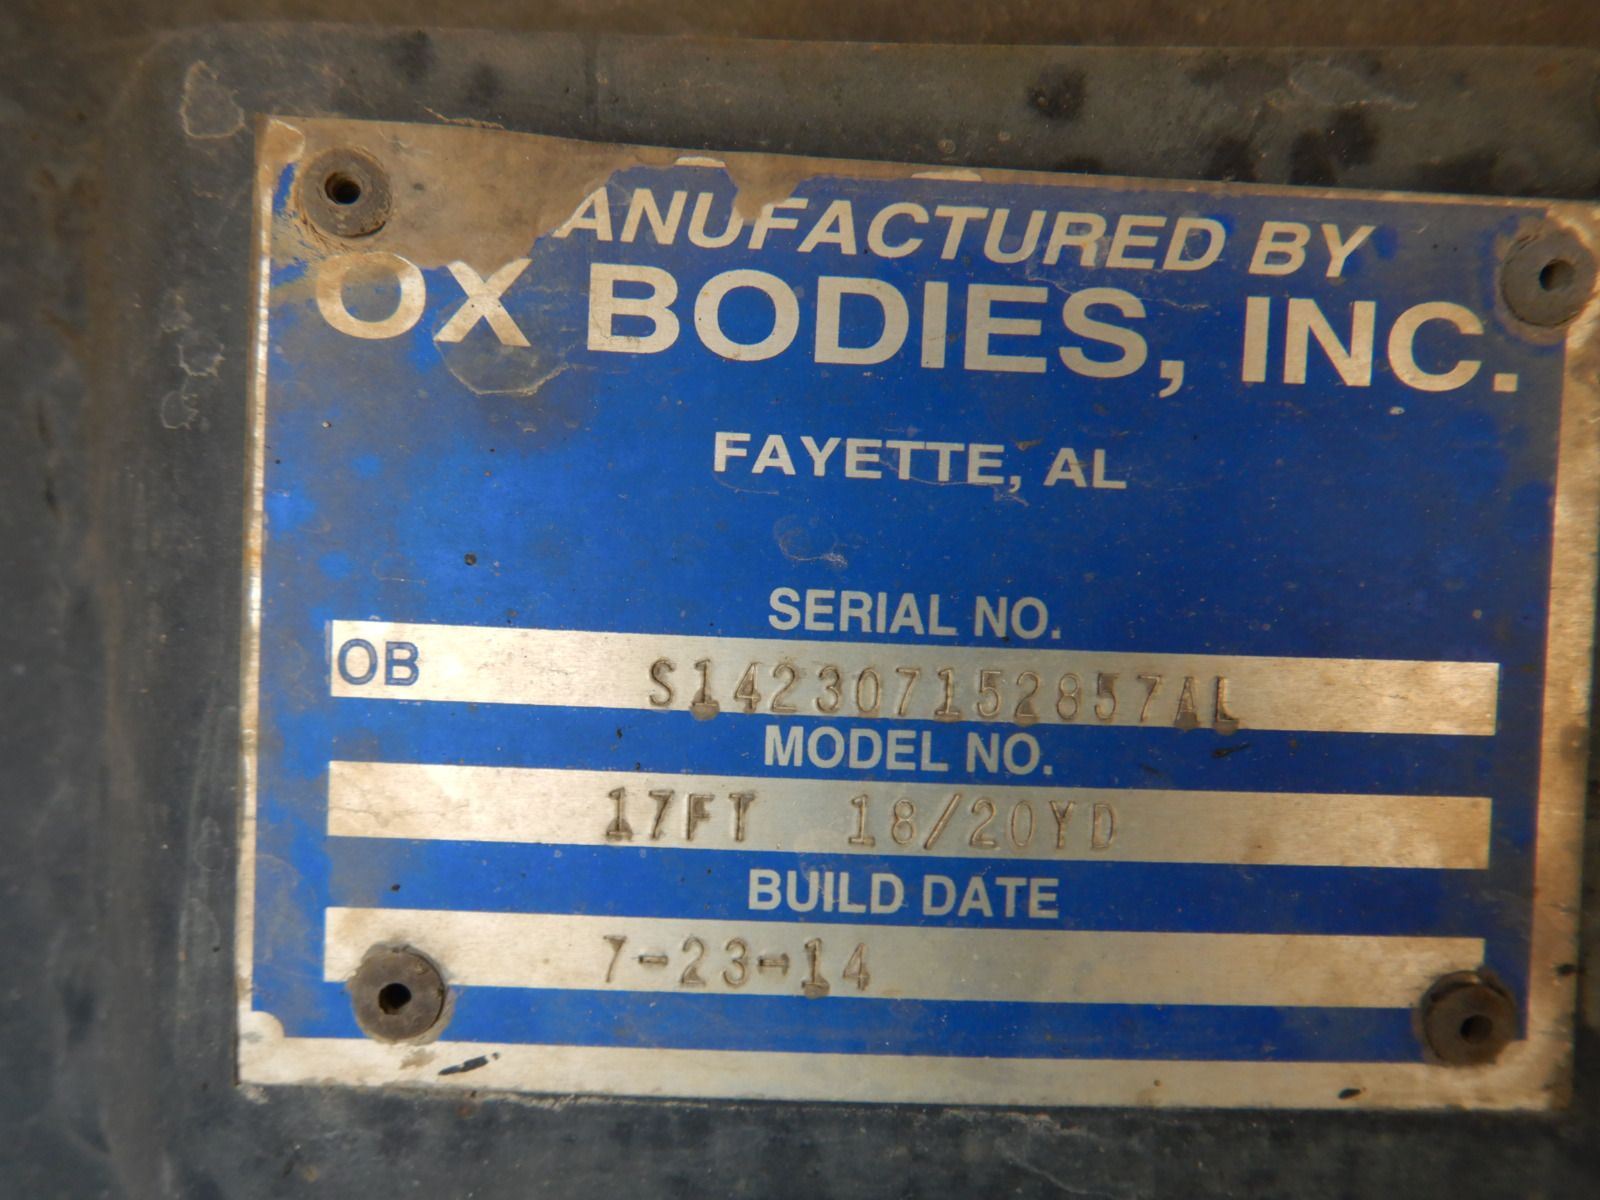 ANUFACTURED BY
OX BODIES, INC.
FAYETTE, AL
SERIAL NO.
OB S142307152857AL
MODEL NO.
17FT 18/20YD
BUILD DATE
7-23-14